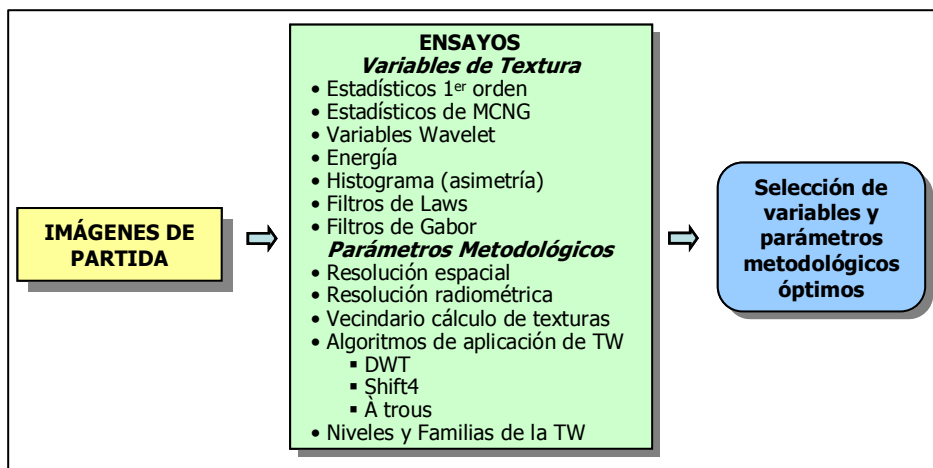 IMÁGENES DE
PARTIDA
ENSAYOS
Variables de Textura
• Estadísticos 1er orden
• Estadísticos de MCNG
• Variables Wavelet
• Energía
• Histograma (asimetría)
• Filtros de Laws
• Filtros de Gabor
Parámetros Metodológicos
• Resolución espacial
• Resolución radiométrica
• Vecindario cálculo de texturas
• Algoritmos de aplicación de TW
▪ DWT
▪ Shift4
▪ À trous
• Niveles y Familias de la TW
Selección de
variables y
parámetros
metodológicos
óptimos